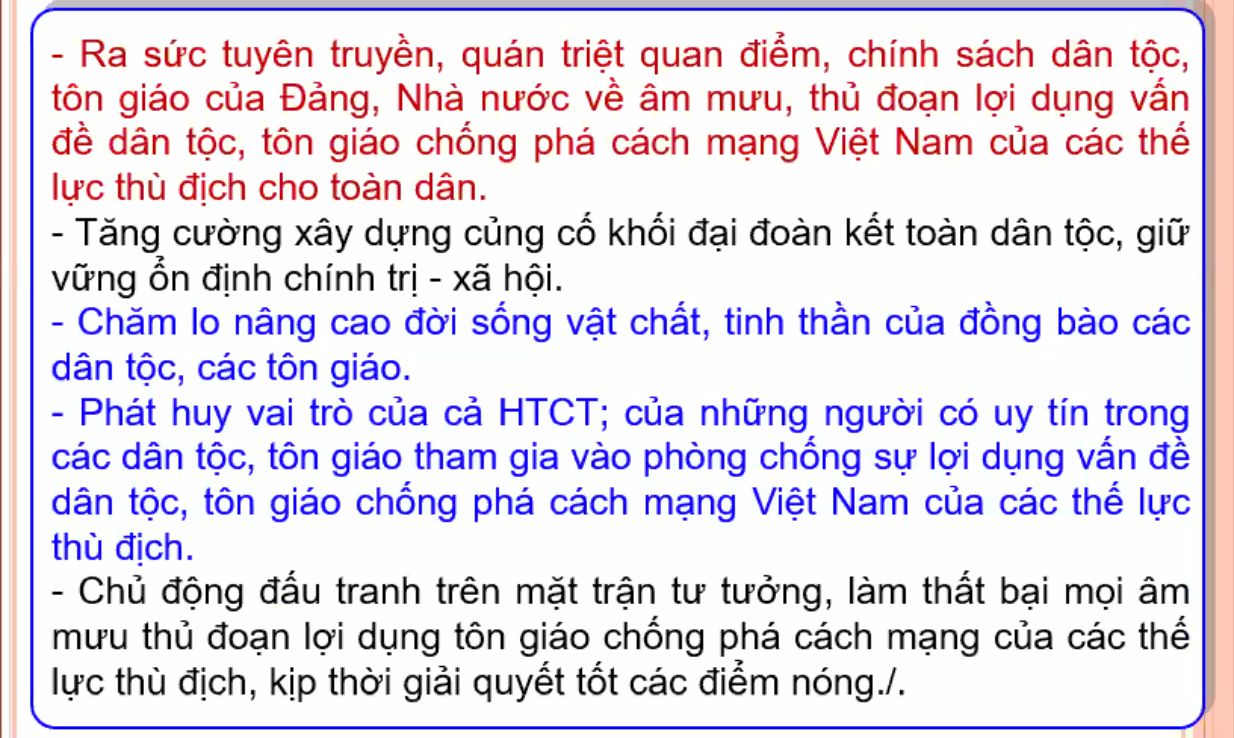 - Ra sức tuyên truyền, quán triệt quan điểm, chính sách dân tộc,
tôn giáo của Đảng, Nhà nước về âm mưu, thủ đoạn lợi dụng vấn
đề dân tộc, tôn giáo chống phá cách mạng Việt Nam của các thế
lực thù địch cho toàn dân.
- Tăng cường xây dựng củng cố khối đại đoàn kết toàn dân tộc, giữ
vững ổn định chính trị - xã hội.
- Chăm lo nâng cao đời sống vật chất, tinh thần của đồng bào các
dân tộc, các tôn giáo.
- Phát huy vai trò của cả HTCT; của những người có uy tín trong
các dân tộc, tôn giáo tham gia vào phòng chống sự lợi dụng vấn đề
dân tộc, tôn giáo chống phá cách mạng Việt Nam của các thế lực
thù địch.
- Chủ động đấu tranh trên mặt trận tư tưởng, làm thất bại mọi âm
mưu thủ đoạn lợi dụng tôn giáo chống phá cách mạng của các thế
lực thù địch, kịp thời giải quyết tốt các điểm nóng./.